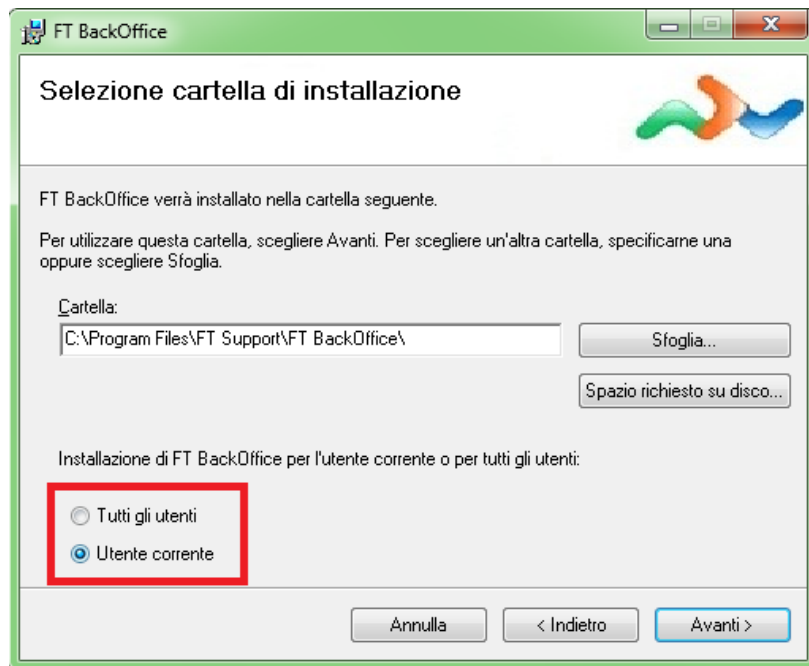 FT BackOffice
Selezione cartella di installazione
FT BackOffice verrà installato nella cartella seguente.
Per utilizzare questa cartella, scegliere Avanti. Per scegliere un'altra cartella, specificarne una
oppure scegliere Sfoglia.
Cartella:
C:\Program Files\FT Support\FT BackOffice\
Sfoglia...
Spazio richiesto su disco...
Installazione di FT BackOffice per l'utente corrente o per tutti gli utenti:
Tutti gli utenti
Utente corrente
Annulla
< Indietro
Avanti >